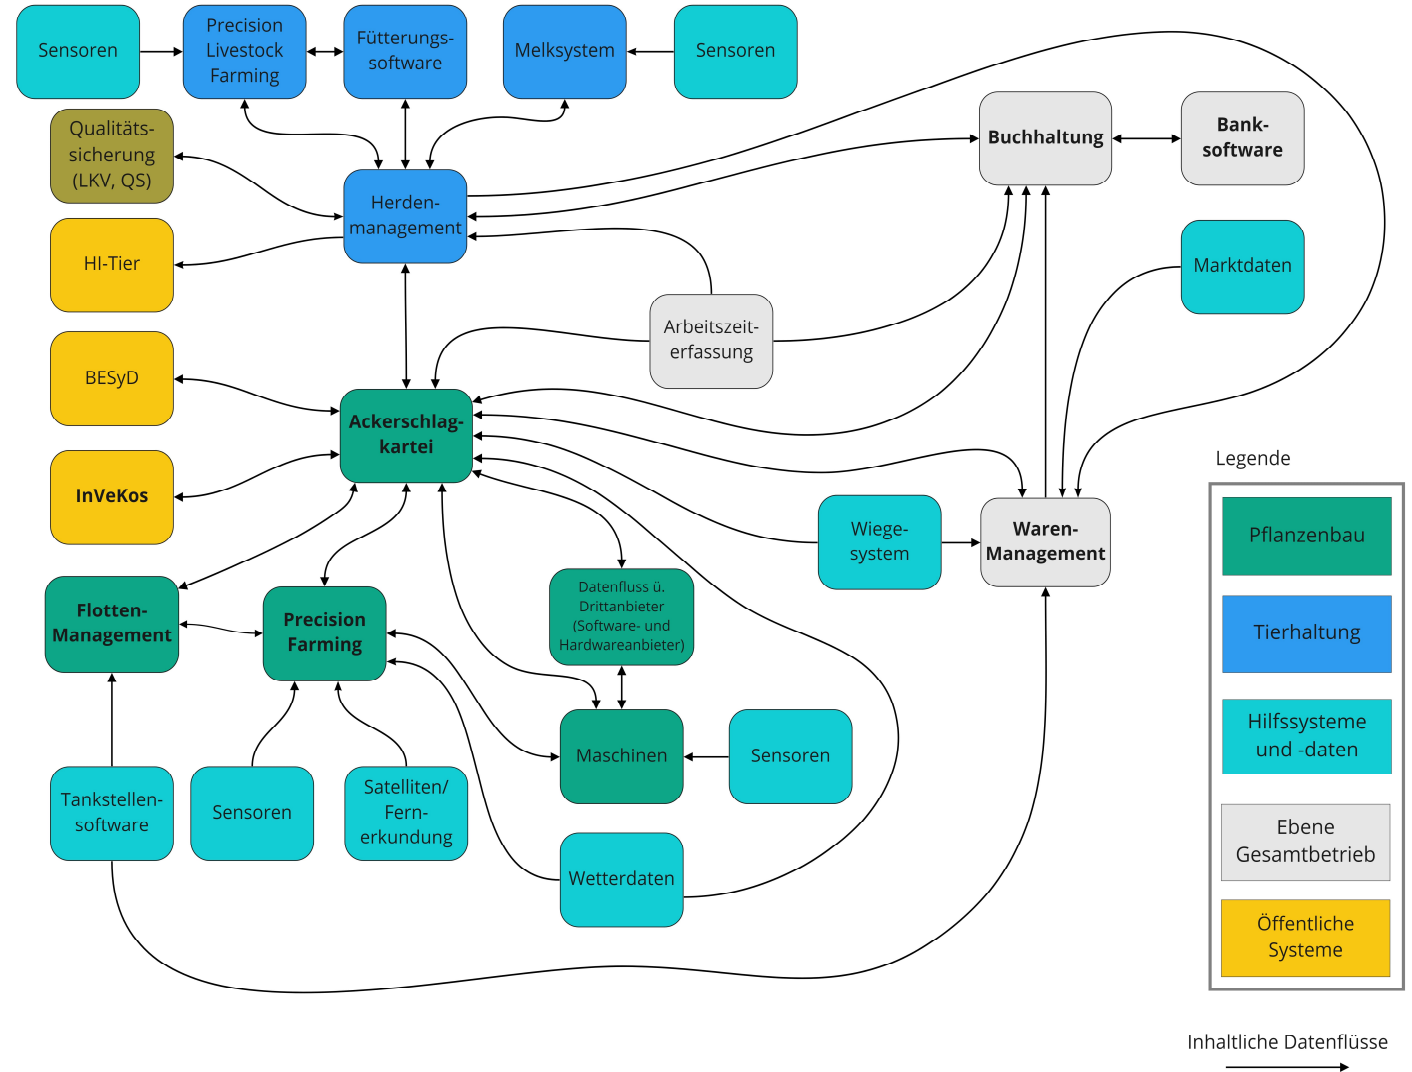 Sensoren
Precision
Livestock
Farming
Fütterungs-
software
Melksystem
Sensoren
Qualitäts-
sicherung
(LKV, QS)
Buchhaltung
Bank-
software
Herden-
management
HI-Tier
Marktdaten
Arbeitszeit-
erfassung
BESyD
Ackerschlag-
kartei
InVeKos
Wiege-
system
Waren-
Management
Flotten-
Management
Precision
Farming
Datenfluss ü.
Drittanbieter
(Software- und
Hardwareanbieter)
Maschinen
Sensoren
Tankstellen-
software
Sensoren
Satelliten/
Fern-
erkundung
Wetterdaten
Legende
Pflanzenbau
Tierhaltung
Hilfssysteme
und -daten
Ebene
Gesamtbetrieb
Öffentliche
Systeme
Inhaltliche Datenflüsse